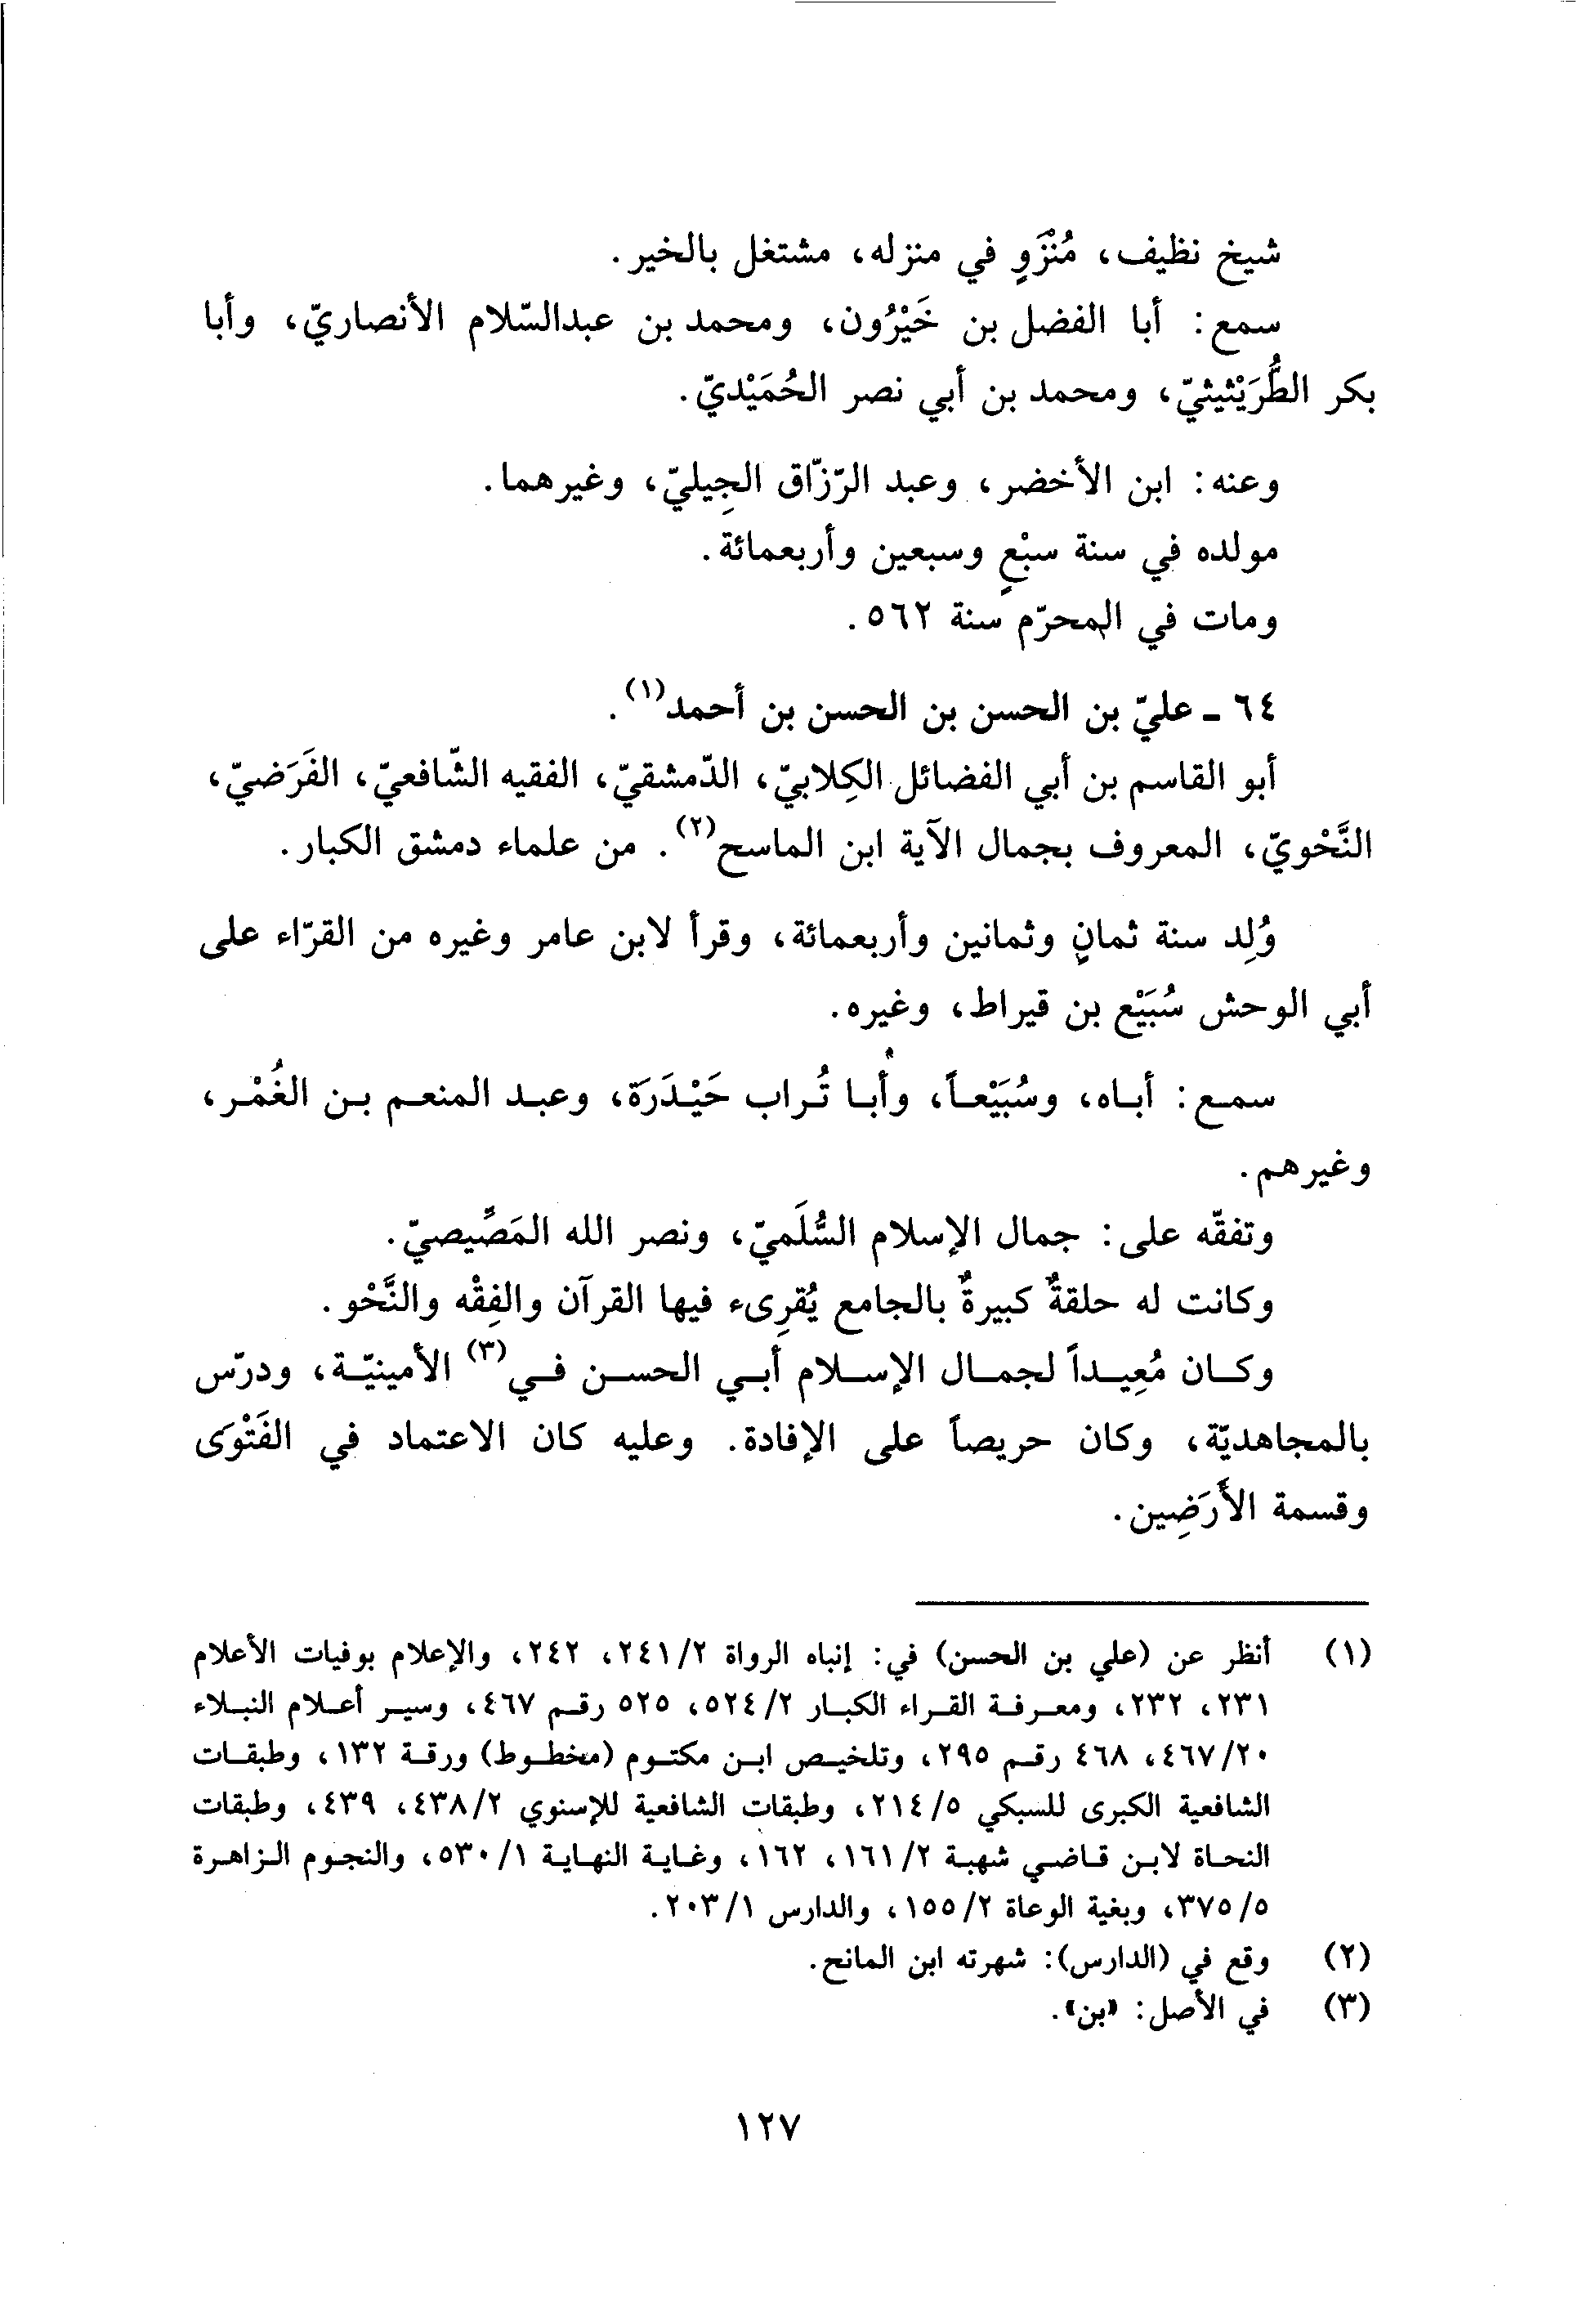 شيخ نظيف، مُنْزَوٍ في منزله، مشتغل بالخير.
سمع: أبا الفضل بن خَيْرُون، ومحمد بن عبدالسّلام الأنصاريّ، وأبا
بكر الطُّرَيْثيثيّ، ومحمد بن أبي نصر الحُمَيْديّ.
وعنه: ابن الأخضر، وعبد الرّزّاق الجِيليّ، وغيرهما.
مولده في سنة سبْعٍ وسبعين وأربعمائة.
ومات في المحرّم سنة ٥٦٢.
٦٤ ـ عليّ بن الحسن بن الحسن بن أحمد(١).
أبو القاسم بن أبي الفضائل الكِلابيّ، الدّمشقيّ، الفقيه الشّافعيّ، الفَرَضيّ،
النَّحْويّ، المعروف بجمال الآية ابن الماسح(٢). من علماء دمشق الكبار.
وُلِد سنة ثمانٍ وثمانين وأربعمائة، وقرأ لابن عامر وغيره من القرّاء على
أبي الوحش سُبَيْع بن قيراط، وغيره.
سمع: أباه، وسُبَيْعاً، وأبا تُراب حَيْدَرَة، وعبد المنعم بن الغُمْر،
وغيرهم.
وتفقّه على: جمال الإسلام السُّلَميّ، ونصر الله المَصِّيصيّ.
وكانت له حلقةٌ كبيرةٌ بالجامع يُقرِىء فيها القرآن والفِقْه والنَّحْو.
وكان مُعِيداً لجمال الإسلام أبي الحسن في(٣) الأمينيّة، ودرّس
بالمجاهديّة، وكان حريصاً على الإفادة. وعليه كان الاعتماد في الفَتْوَى
وقسمة الأَرَضِين.
(١) أنظر عن (علي بن الحسن) في: إنباه الرواة ٢/ ٢٤١، ٢٤٢، والإعلام بوفيات الأعلام
٢٣١، ٢٣٢، ومعرفة القراء الكبار ٢/ ٥٢٤، ٥٢٥ رقم ٤٦٧، وسير أعلام النبلاء
٢٠/ ٤٦٧، ٤٦٨ رقم ٢٩٥، وتلخيص ابن مكتوم (مخطوط) ورقة ١٣٢، وطبقات
الشافعية الكبرى للسبكي ٥/ ٢١٤، وطبقات الشافعية للإسنوي ٢/ ٤٣٨، ٤٣٩، وطبقات
النحاة لابن قاضي شهبة ٢/ ١٦١، ١٦٢، وغاية النهاية ١/ ٥٣٠، والنجوم الزاهرة
٥/ ٣٧٥، وبغية الوعاة ٢/ ١٥٥، والدارس ١/ ٢٠٣.
(٢) وقع في (الدارس): شهرته ابن المانح.
(٣) في الأصل: «بن».
١٢٧